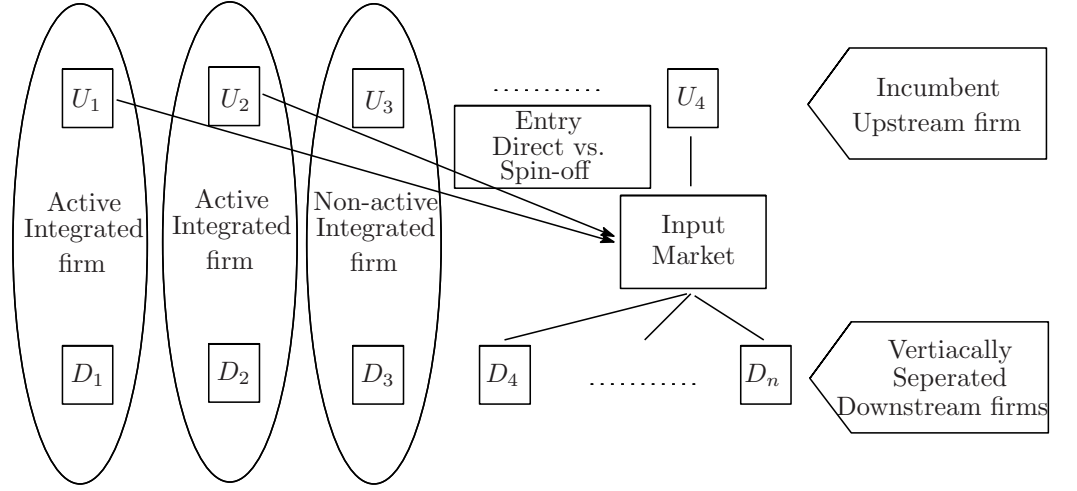 U1
U2
U3
U4
Entry
Direct vs.
Spin-off
Incumbent
Upstream firm
Active
Integrated
firm
Active
Integrated
firm
Non-active
Integrated
firm
Input
Market
D1
D2
D3
D4
Dn
Vertiacally
Seperated
Downstream firms